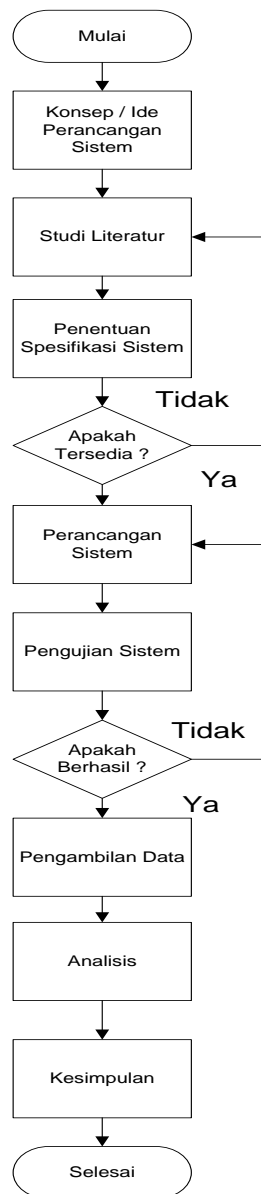 Mulai
Konsep / Ide
Perancangan
Sistem
Studi Literatur
Penentuan
Spesifikasi Sistem
Tidak
Apakah
Tersedia ?
Ya
Perancangan
Sistem
Pengujian Sistem
Tidak
Apakah
Berhasil ?
Ya
Pengambilan Data
Analisis
Kesimpulan
Selesai